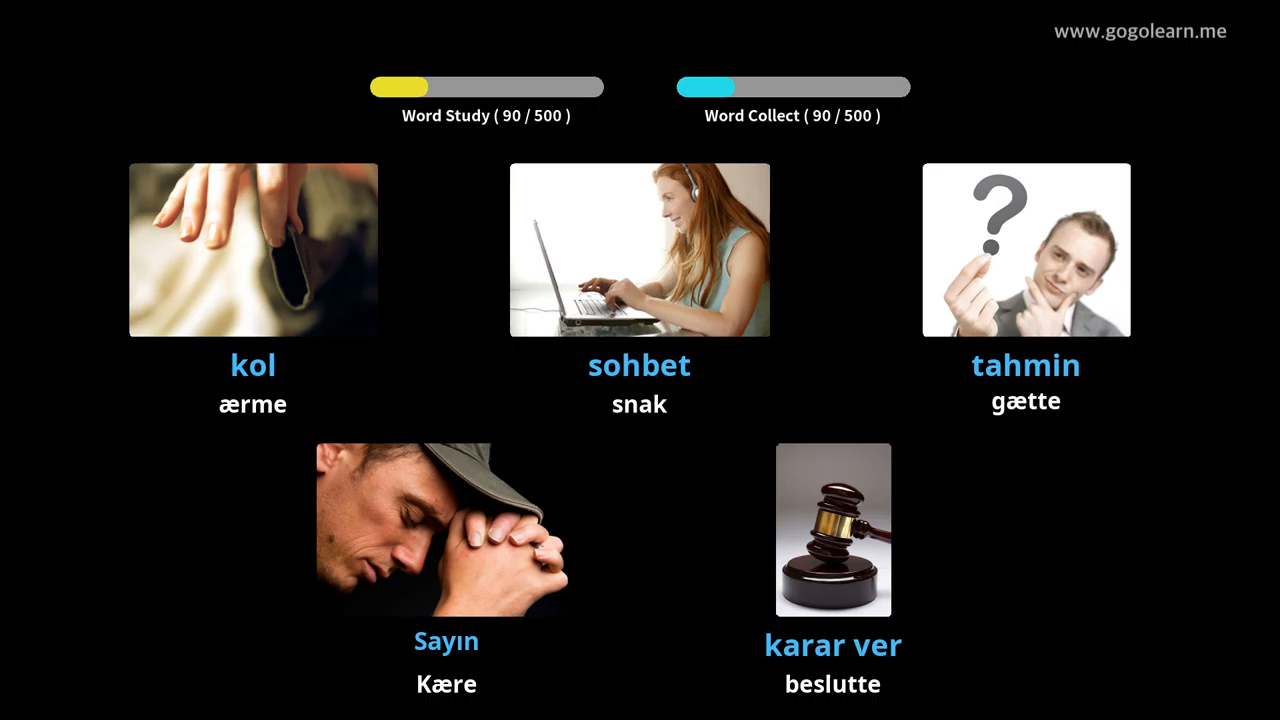 www.gogolearn.me
Word Study ( 90 / 500 )
Word Collect ( 90 / 500 )
kol
ærme
sohbet
snak
tahmin
gætte
Sayın
Kære
karar ver
beslutte